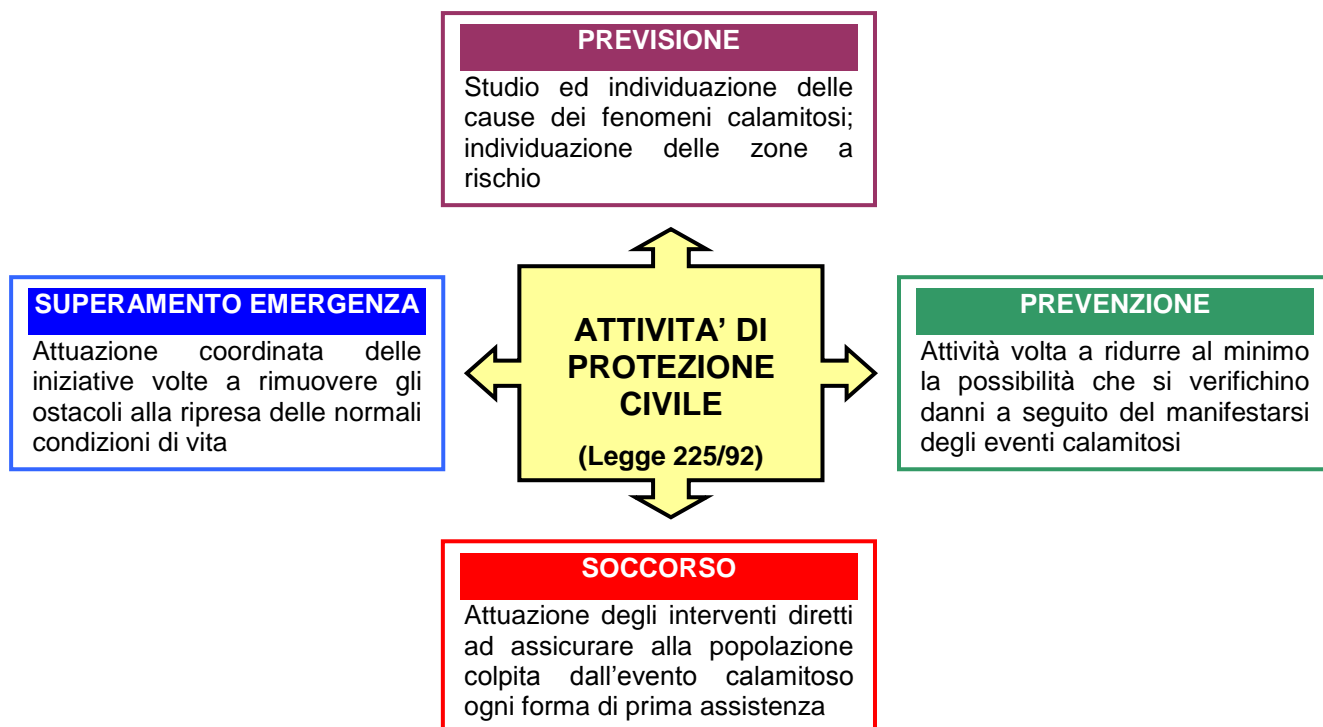 PREVISIONE
Studio ed individuazione delle
cause dei fenomeni calamitosi;
individuazione delle zone a
rischio
SUPERAMENTO EMERGENZA
Attuazione coordinata delle
iniziative volte a rimuovere gli
ostacoli alla ripresa delle normali
condizioni di vita
ATTIVITA’ DI
PROTEZIONE
CIVILE
(Legge 225/92)
PREVENZIONE
Attività volta a ridurre al minimo
la possibilità che si verifichino
danni a seguito del manifestarsi
degli eventi calamitosi
SOCCORSO
Attuazione degli interventi diretti
ad assicurare alla popolazione
colpita dall’evento calamitoso
ogni forma di prima assistenza